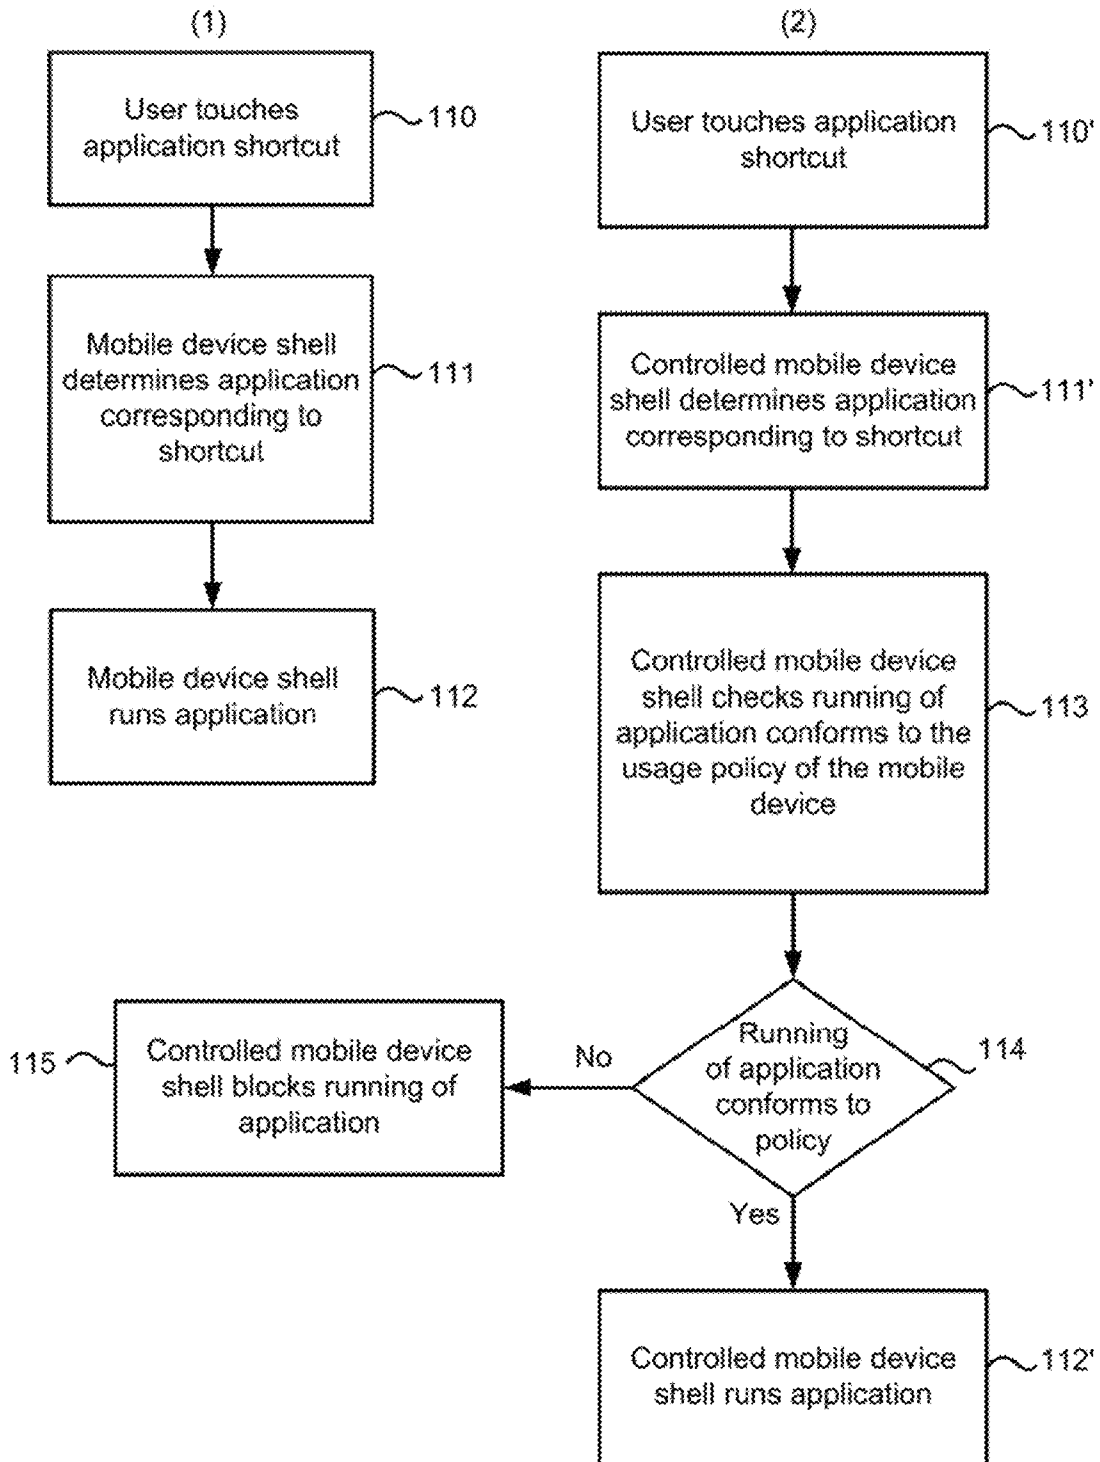 (1)
User touches
application shortcut
110
Mobile device shell
determines application
corresponding to
shortcut
111
Mobile device shell
runs application
112
(2)
User touches application
shortcut
110'
Controlled mobile device
shell determines application
corresponding to shortcut
111'
Controlled mobile device
shell checks running of
application conforms to the
usage policy of the mobile
device
113
Running
of application
conforms to
policy
114
No
Controlled mobile device
shell blocks running of
application
115
Yes
Controlled mobile device
shell runs application
112'